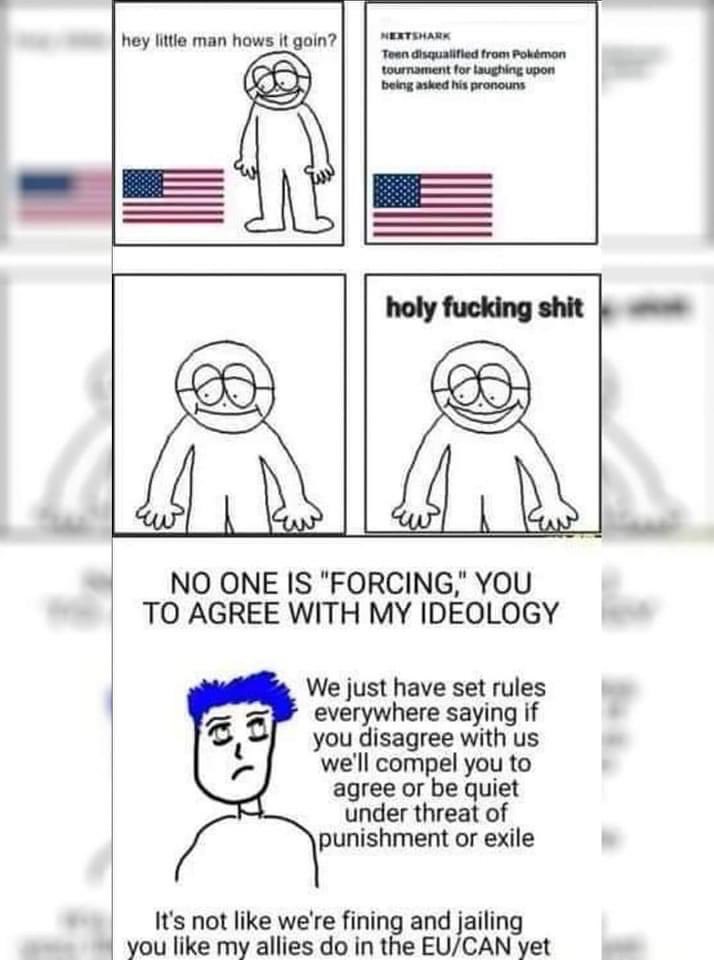 hey little man hows it goin?
NEXTSHARK
Teen disqualified from Pokémon
tournament for laughing upon
being asked his pronouns
holy fucking shit
NO ONE IS "FORCING," YOU
TO AGREE WITH MY IDEOLOGY
We just have set rules
everywhere saying if
you disagree with us
we'll compel you to
agree or be quiet
under threat of
punishment or exile
It's not like we're fining and jailing
you like my allies do in the EU/CAN yet